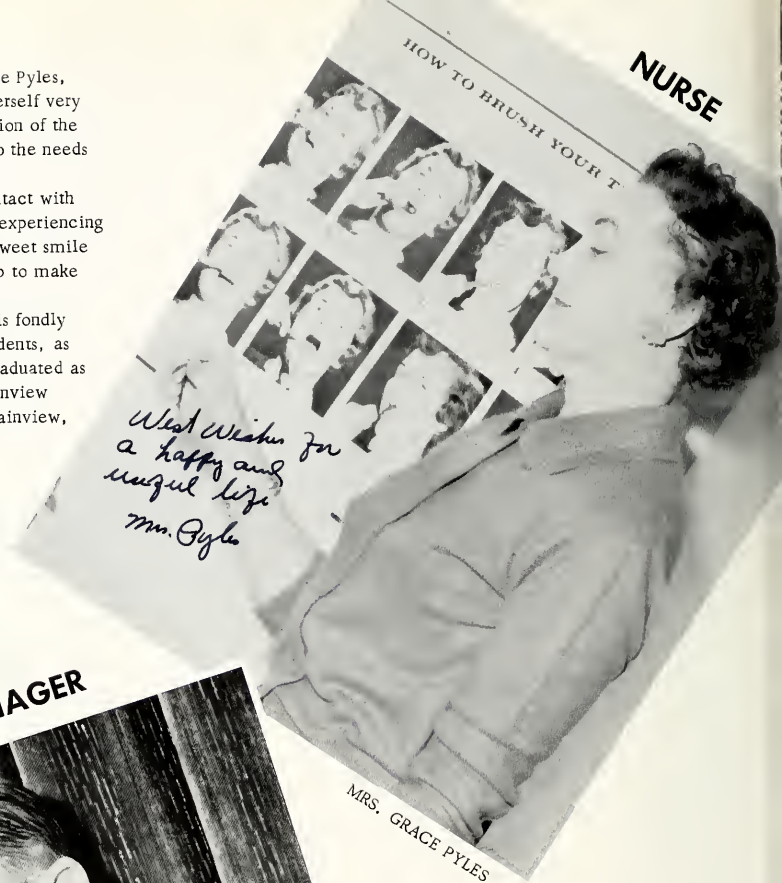 e Pyles,
erself very
ion of the
o the needs
tact with
experiencing
weet smile
o to make
s fondly
dents, as
aduated as
nview
ainview,
NURSE
HOW TO BRUSH YOUR T
West Wishes For
a happy and
useful life
Mrs. Pyles
MRS. GRACE PYLES
AGER